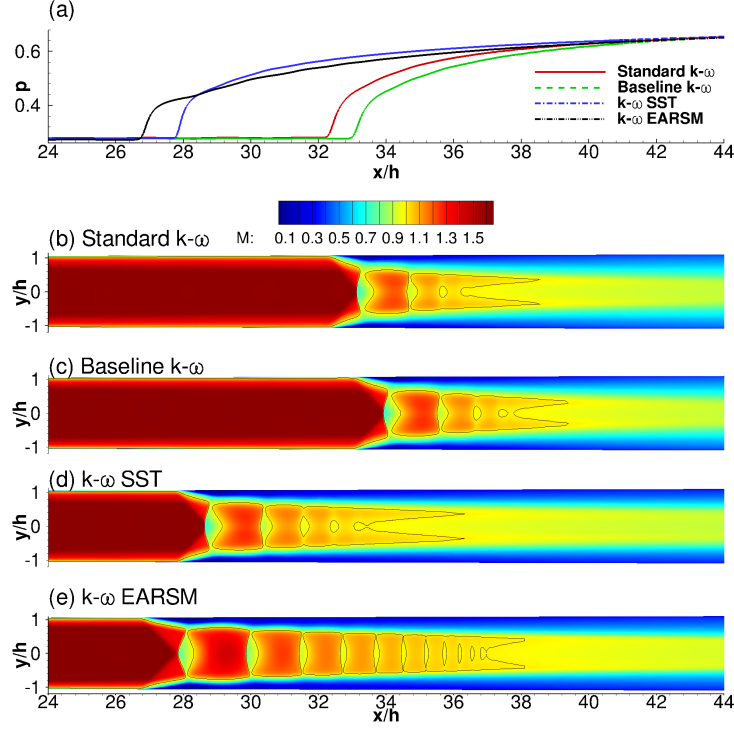 (a)
0.6
0.4
p
Standard k-ω
Baseline k-ω
k-ω SST
k-ω EARSM
24 26 28 30 32 34 36 38 40 42 44
x/h
M: 0.1 0.3 0.5 0.7 0.9 1.1 1.3 1.5
(b) Standard k-ω
1
0
-1
y/h
(c) Baseline k-ω
1
0
-1
y/h
(d) k-ω SST
1
0
-1
y/h
(e) k-ω EARSM
1
0
-1
y/h
24 26 28 30 32 34 36 38 40 42 44
x/h